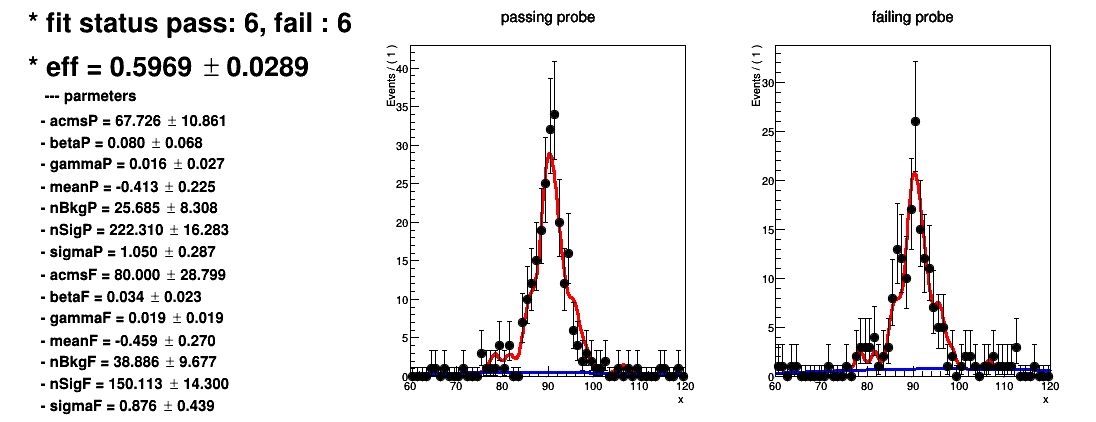 * fit status pass: 6, fail : 6
* eff = 0.5969 ± 0.0289
--- parmeters
- acmsP = 67.726 ± 10.861
- betaP = 0.080 ± 0.068
- gammaP = 0.016 ± 0.027
- meanP = -0.413 ± 0.225
- nBkgP = 25.685 ± 8.308
- nSigP = 222.310 ± 16.283
- sigmaP = 1.050 ± 0.287
- acmsF = 80.000 ± 28.799
- betaF = 0.034 ± 0.023
- gammaF = 0.019 ± 0.019
- meanF = -0.459 ± 0.270
- nBkgF = 38.886 ± 9.677
- nSigF = 150.113 ± 14.300
- sigmaF = 0.876 ± 0.439
passing probe
Events / ( 1 )
40
35
30
25
20
15
10
5
0
60 70 80 90 100 110 120
x
failing probe
Events / ( 1 )
30
25
20
15
10
5
0
60 70 80 90 100 110 120
x